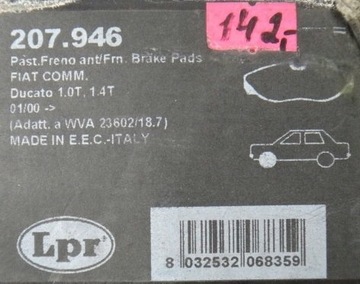 207.946
142,-
Past.Freno ant/Frn. Brake Pads
FIAT COMM.
Ducato 1.0T, 1.4T
01/00 ->
(Adatt. a WVA 23602/18.7)
MADE IN E.E.C.-ITALY
Lpr
8 032532 068359